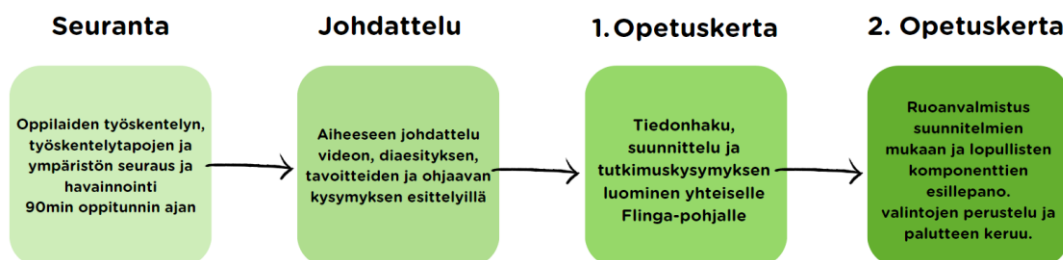 Seuranta
Oppilaiden työskentelyn,
työskentelytapojen ja
ympäristön seuraus ja
havainnointi
90min oppitunnin ajan
Johdattelu
Aiheeseen johdattelu
videon, diaesityksen,
tavoitteiden ja ohjaavan
kysymyksen esittelyillä
1. Opetuskerta
Tiedonhaku,
suunnittelu ja
tutkimuskysymyksen
luominen yhteiselle
Flinga-pohjalle
2. Opetuskerta
Ruoanvalmistus
suunnitelmien
mukaan ja lopullisten
komponenttien
esillepano.
valintojen perustelu ja
palutteen keruu.